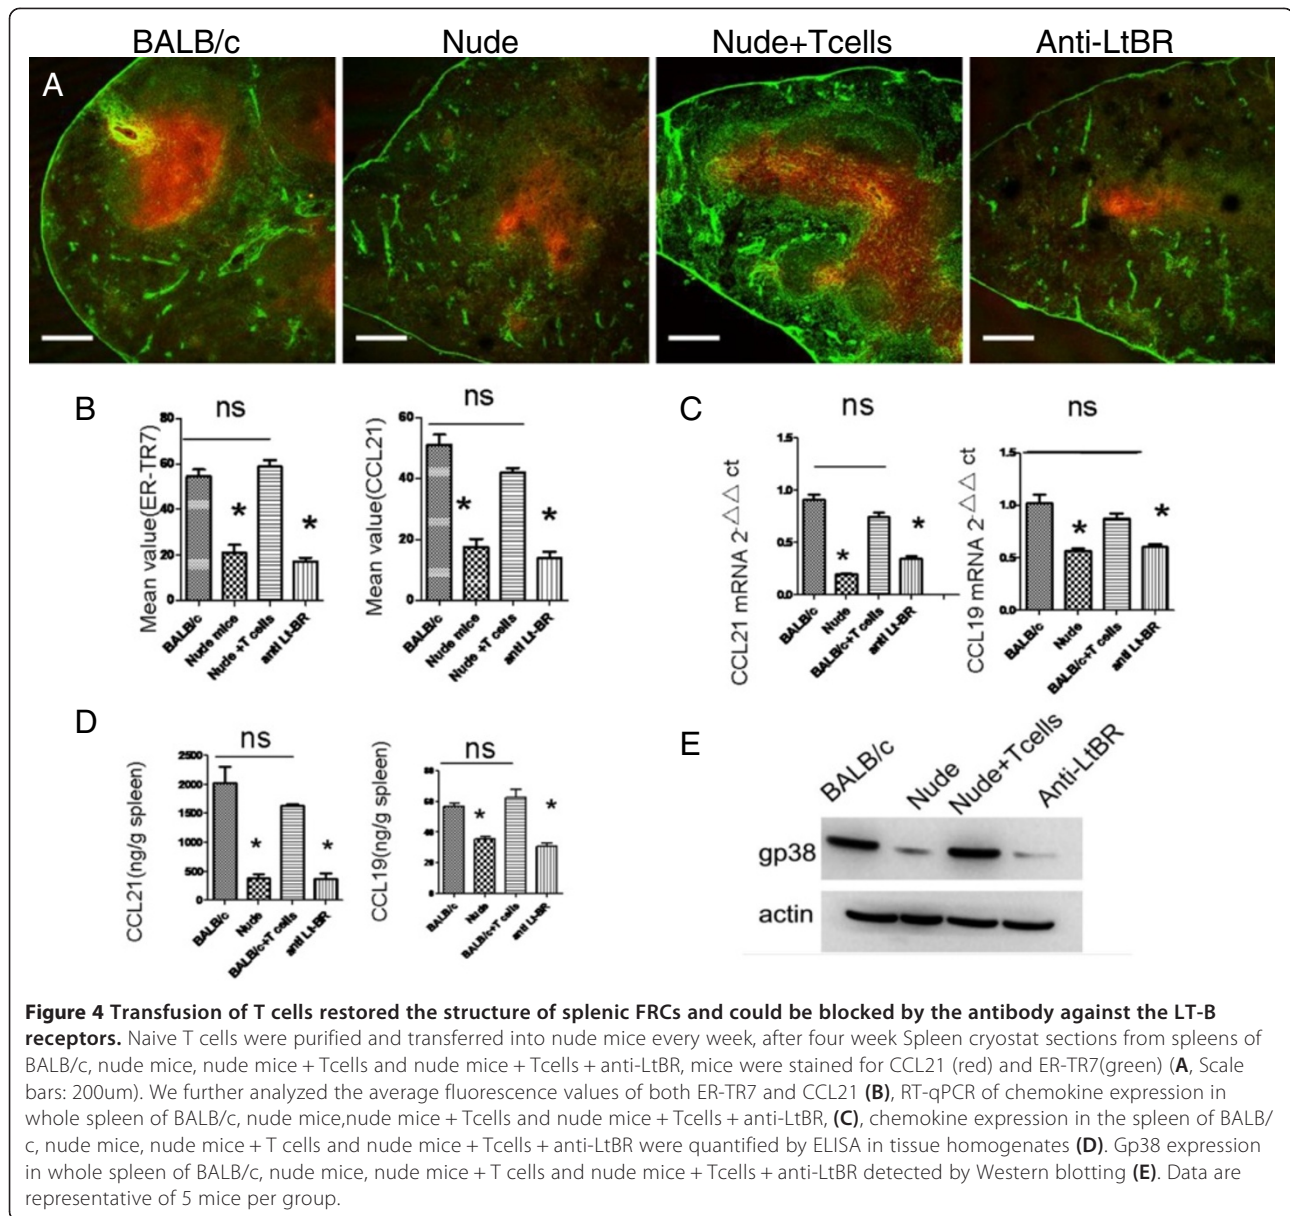 BALB/c Nude Nude+Tcells Anti-LtBR
A
B
ns
Mean value(ER-TR7)
80
60
40
20
0
BALB/c
Nude mice
Nude +T cells
anti Lt-BR
*
*
ns
Mean value(CCL21)
60
40
20
0
BALB/c
Nude mice
Nude +T cells
anti Lt-BR
*
*
C
ns
CCL21 mRNA 2-△△ ct
1.5
1.0
0.5
0.0
BALB/c
Nude
BALB/c+T cells
anti Lt-BR
*
*
ns
CCL19 mRNA 2-△△ ct
1.5
1.0
0.5
0.0
BALB/c
Nude
BALB/c+T cells
anti Lt-BR
*
*
D
ns
CCL21(ng/g spleen)
2500
2000
1500
1000
500
0
BALB/c
Nude
BALB/c+T cells
anti Lt-BR
*
*
ns
CCL19(ng/g spleen)
80
60
40
20
0
BALB/c
Nude
BALB/c+T cells
anti Lt-BR
*
*
E
BALB/c
Nude
Nude+Tcells
Anti-LtBR
gp38
actin
Figure 4 Transfusion of T cells restored the structure of splenic FRCs and could be blocked by the antibody against the LT-B
receptors. Naive T cells were purified and transferred into nude mice every week, after four week Spleen cryostat sections from spleens of
BALB/c, nude mice, nude mice + Tcells and nude mice + Tcells + anti-LtBR, mice were stained for CCL21 (red) and ER-TR7(green) (A, Scale
bars: 200um). We further analyzed the average fluorescence values of both ER-TR7 and CCL21 (B), RT-qPCR of chemokine expression in
whole spleen of BALB/c, nude mice,nude mice + Tcells and nude mice + Tcells + anti-LtBR, (C), chemokine expression in the spleen of BALB/
c, nude mice, nude mice + T cells and nude mice + Tcells + anti-LtBR were quantified by ELISA in tissue homogenates (D). Gp38 expression
in whole spleen of BALB/c, nude mice, nude mice + T cells and nude mice + Tcells + anti-LtBR detected by Western blotting (E). Data are
representative of 5 mice per group.